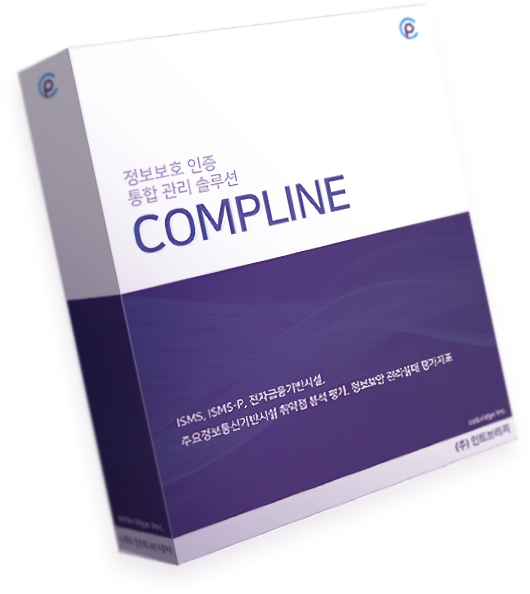 정보보호 인증
통합 관리 솔루션
COMPLINE
ISMS, ISMS-P, 전자금융기반시설,
주요정보통신기반시설 취약점 분석 평가, 정보보안 관리실태 평가지표
(주) 인트브리지